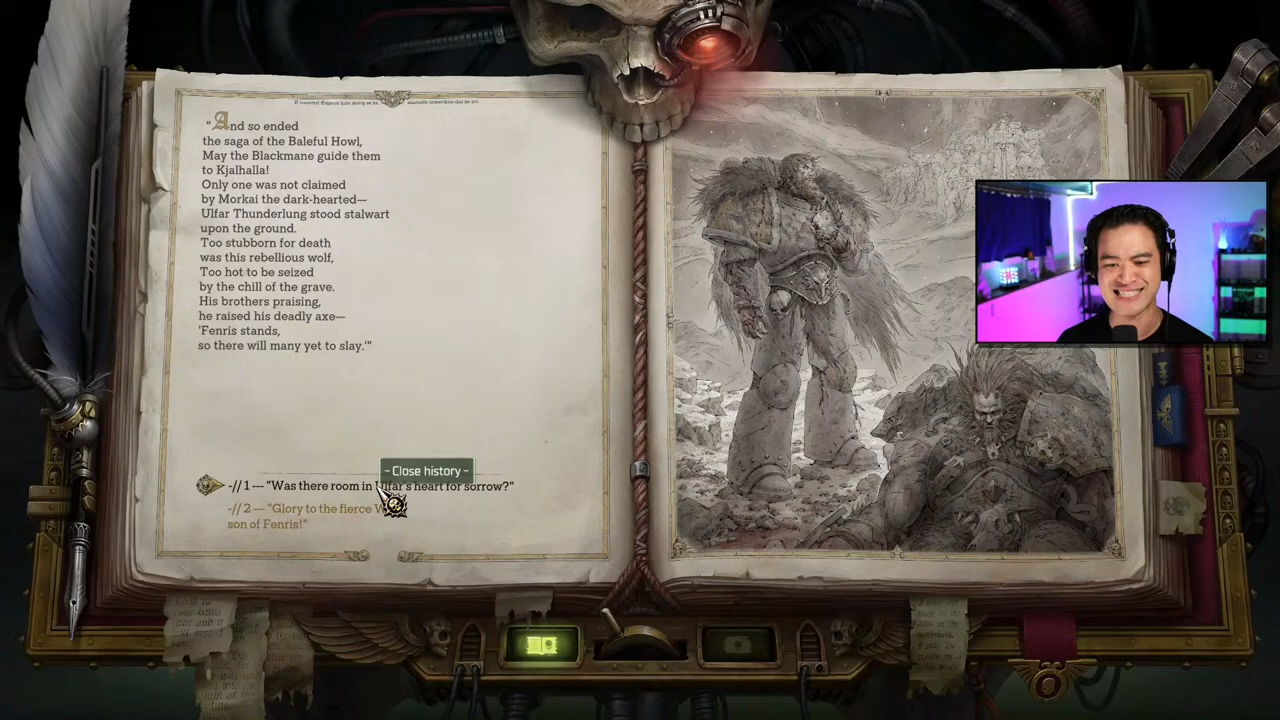 "And so ended
the saga of the Baleful Howl,
May the Blackmane guide them
to Kjalhalla!
Only one was not claimed
by Morkai the dark-hearted—
Ulfar Thunderlung stood stalwart
upon the ground.
Too stubborn for death
was this rebellious wolf,
Too hot to be seized
by the chill of the grave.
His brothers praising,
he raised his deadly axe—
'Fenris stands,
so there will many yet to slay.'"
– Close history –
-// 1 — "Was there room in Ulfar's heart for sorrow?"
-// 2 — "Glory to the fierce
son of Fenris!"